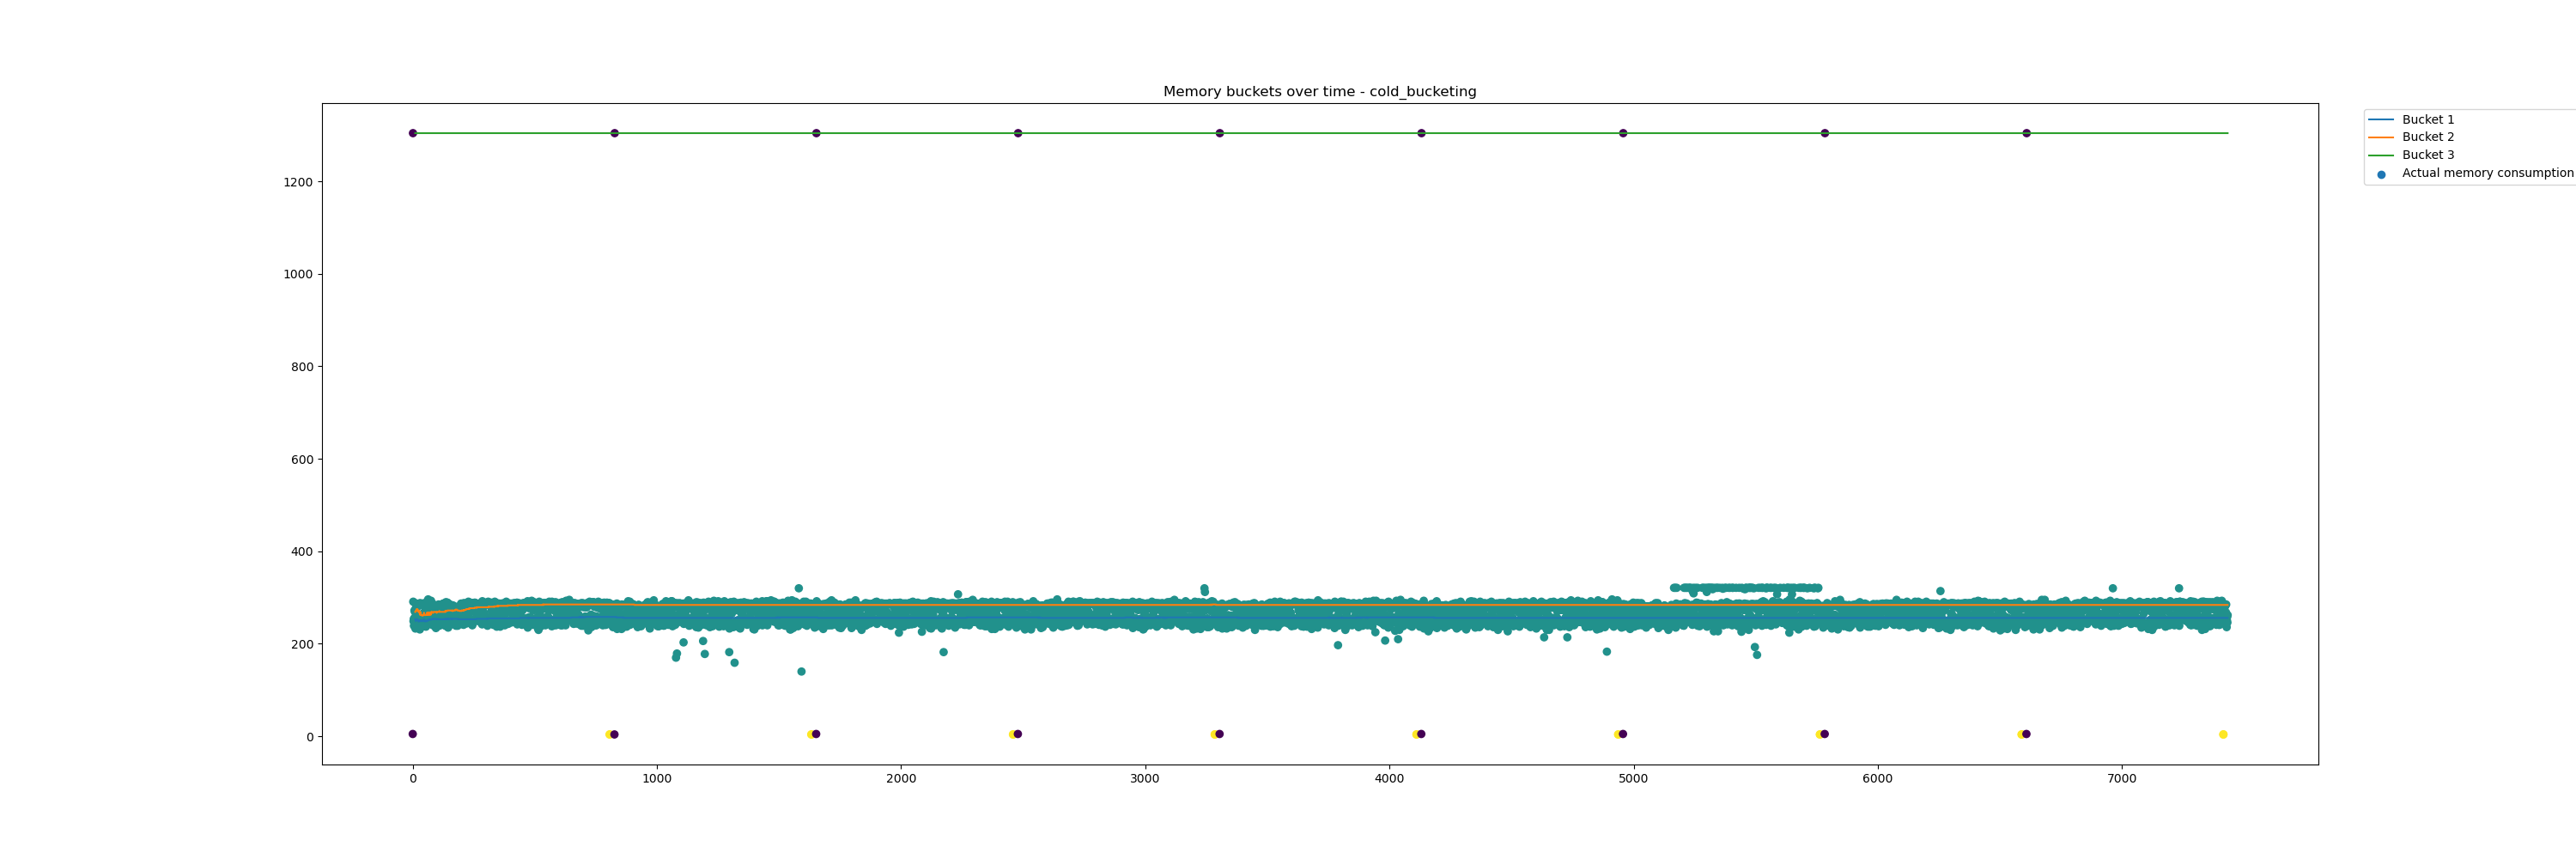 Memory buckets over time - cold_bucketing
Bucket 1
Bucket 2
Bucket 3
Actual memory consumption
1200
1000
800
600
400
200
0
0 1000 2000 3000 4000 5000 6000 7000